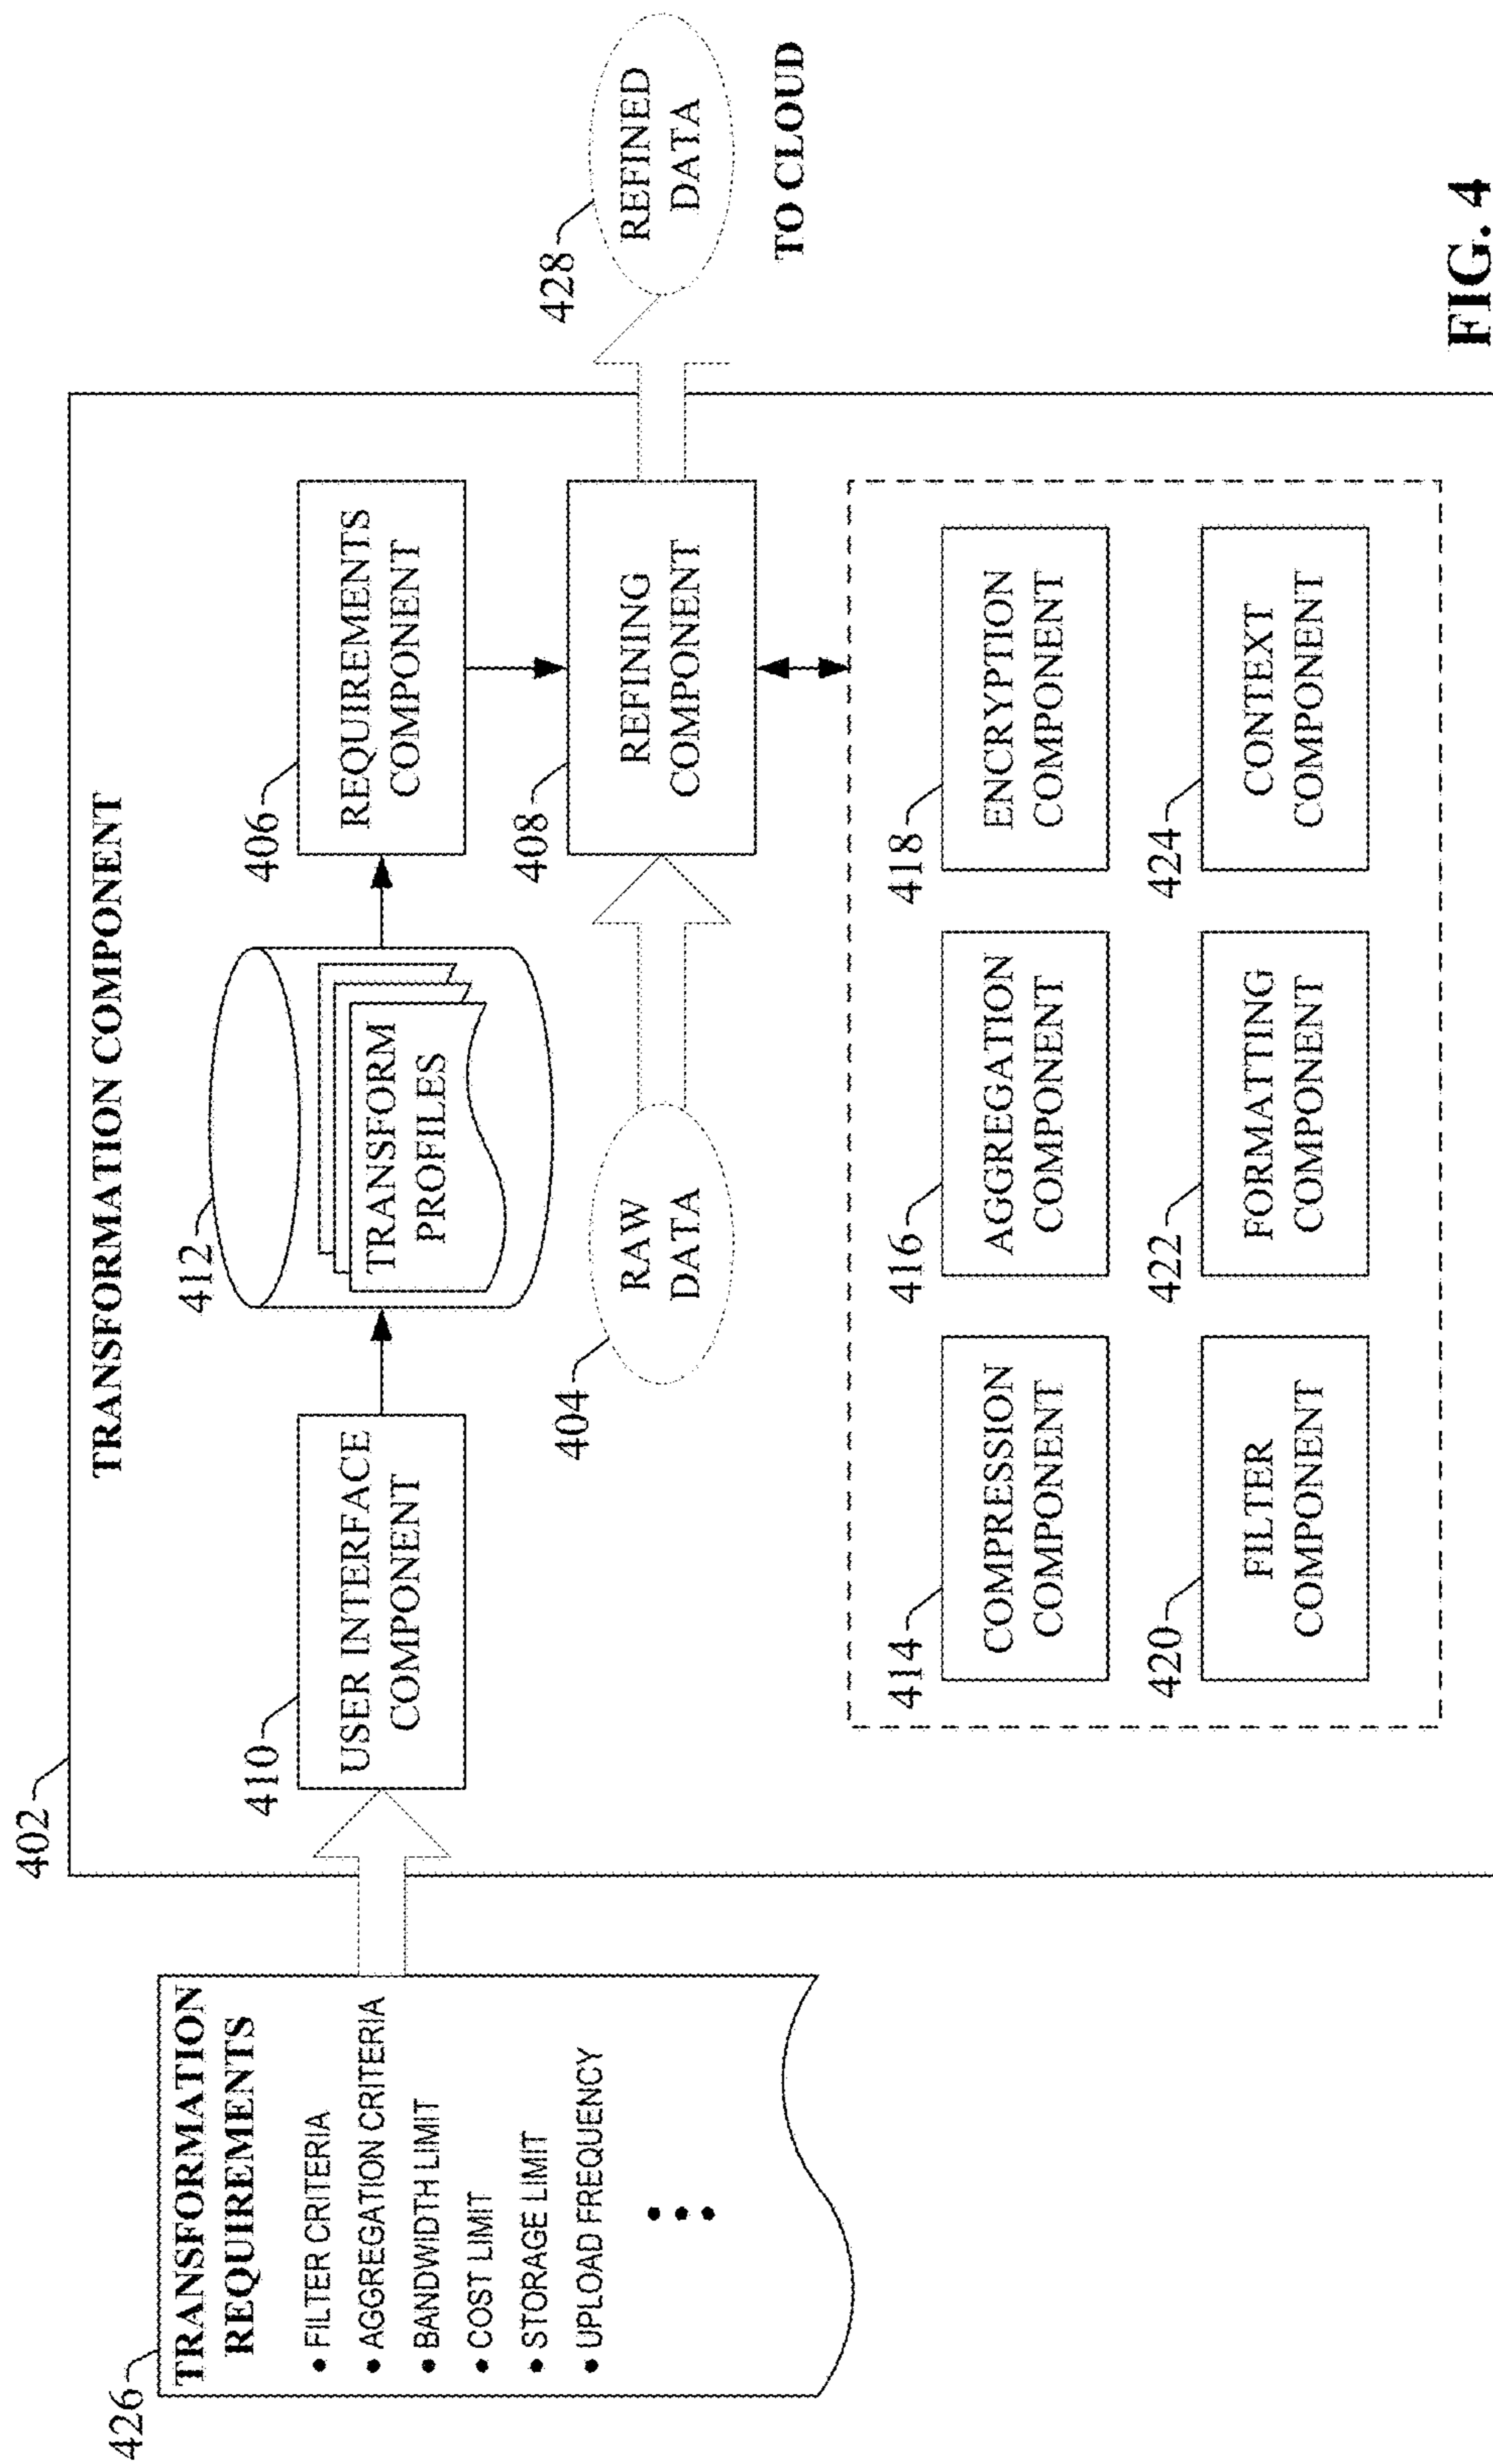 402
TRANSFORMATION COMPONENT
426
TRANSFORMATION
REQUIREMENTS
• FILTER CRITERIA
• AGGREGATION CRITERIA
• BANDWIDTH LIMIT
• COST LIMIT
• STORAGE LIMIT
• UPLOAD FREQUENCY
410
USER INTERFACE
COMPONENT
412
TRANSFORM
PROFILES
406
REQUIREMENTS
COMPONENT
404
RAW
DATA
408
REFINING
COMPONENT
428
REFINED
DATA
TO CLOUD
414
COMPRESSION
COMPONENT
416
AGGREGATION
COMPONENT
418
ENCRYPTION
COMPONENT
420
FILTER
COMPONENT
422
FORMATTING
COMPONENT
424
CONTEXT
COMPONENT
FIG. 4